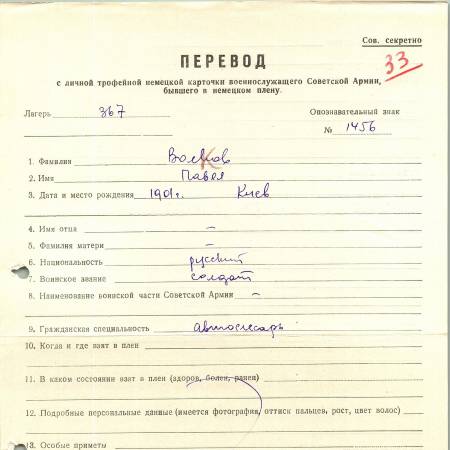 Сов. секретно
33
ПЕРЕВОД
с личной трофейной немецкой карточки военнослужащего Советской Армии,
бывшего в немецком плену.
Лагерь 367 Опознавательный знак
№ 1456
1. Фамилия Волков
2. Имя Павел
3. Дата и место рождения 1901 г. Киев
4. Имя отца –
5. Фамилия матери –
6. Национальность русский
7. Воинское звание солдат
8. Наименование воинской части Советской Армии –
9. Гражданская специальность автослесарь
10. Когда и где взят в плен
11. В каком состоянии взят в плен (здоров, болен, ранен)
12. Подробные персональные данные (имеется фотография, оттиск пальцев, рост, цвет волос)
13. Особые приметы